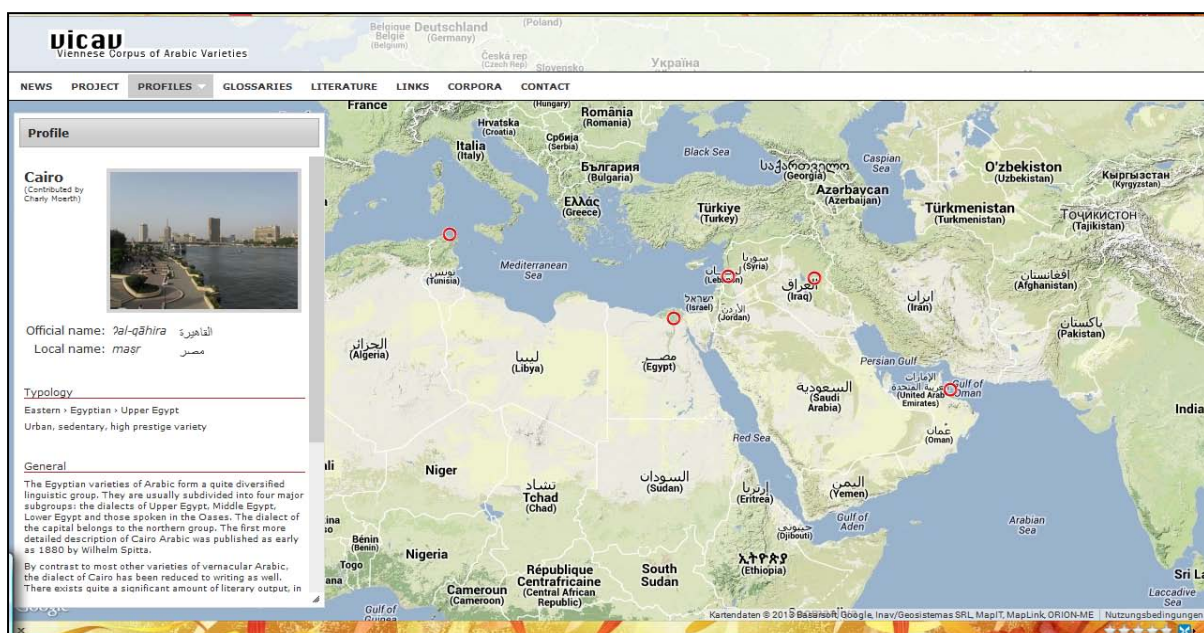 Belgique Deutschland (Poland)
België (Germany)
(Belgium)
Česká rep
(Czech Rep)
Slovensko
Україна
vicav
Viennese Corpus of Arabic Varieties
NEWS PROJECT PROFILES GLOSSARIES LITERATURE LINKS CORPORA CONTACT
Profile
Cairo
(Contributed by
Charly Moerth)
Official name: ʔal-qāhira القاهيرة
Local name: maṣr مصر
Typology
Eastern › Egyptian › Upper Egypt
Urban, sedentary, high prestige variety
General
The Egyptian varieties of Arabic form a quite diversified
linguistic group. They are usually subdivided into four major
subgroups: the dialects of Upper Egypt, Middle Egypt,
Lower Egypt and those spoken in the Oases. The dialect of
the capital belongs to the northern group. The first more
detailed description of Cairo Arabic was published as early
as 1880 by Wilhelm Spitta.
By contrast to most other varieties of vernacular Arabic,
the dialect of Cairo has been reduced to writing as well.
There exists quite a significant amount of literary output, in
France
(Hungary)
România
(Romania)
Hrvatska
(Croatia)
Србија
(Serbia)
Italia
(Italy)
България
(Bulgaria)
Black Sea
საქართველო
(Georgia)
Caspian
Sea
O'zbekiston
(Uzbekistan)
Кыргызстан
(Kyrgyzstan)
Ελλάς
(Greece)
Türkiye
(Turkey)
Azərbaycan
(Azerbaijan)
Türkmenistan
(Turkmenistan)
Тоҷикистон
(Tajikistan)
تونس
(Tunisia)
Mediterranean
Sea
لبنان
(Lebanon)
سوريا
(Syria)
العراق
(Iraq)
ישראל
(Israel)
الأردن
(Jordan)
ایران
(Iran)
افغانستان
(Afghanistan)
پاکستان
(Pakistan)
الجزائر
(Algeria)
ليبيا
(Libya)
مصر
(Egypt)
Persian Gulf
السعودية
(Saudi
Arabia)
الإمارات
العربية المتحدة
(United Arab
Emirates)
Gulf of
Oman
عُمان
(Oman)
India
Red Sea
Niger
تشاد
Tchad
(Chad)
السودان
(Sudan)
إرتريا
(Eritrea)
اليمن
(Yemen)
Gulf of
Aden
جيبوتي
(Djibouti)
Arabian
Sea
Bénin
(Benin)
Togo
Nigeria
ኢትዮጵያ
(Ethiopia)
République
Centrafricaine
(Central African
Republic)
South
Sudan
Cameroun
(Cameroon)
Gulf of
Guinea
Sri L
Laccadive
Sea
Google
Kartendaten © 2013 Basarsoft, Google, Inav/Geosistemas SRL, MapIT, MapLink, ORION-ME Nutzungsbedingungen